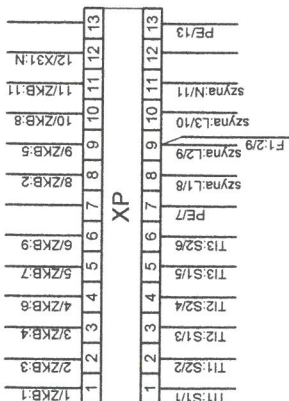 13 13 PE/13
12/X31:N 12 12
11/ZKB:11 11 11 szyna:N/11
10/ZKB:8 10 10 szyna:L3/10
9/ZKB:5 9 9 szyna:L2/9 F1:2/9
8/ZKB:2 8 8 szyna:L1/8
XP
7 7 PE/7
6/ZKB:9 6 6 TI3:S2/6
5/ZKB:7 5 5 TI3:S1/5
4/ZKB:6 4 4 TI2:S2/4
3/ZKB:4 3 3 TI2:S1/3
2/ZKB:3 2 2 TI1:S2/2
1/ZKB:1 1 1 TI1:S1/1